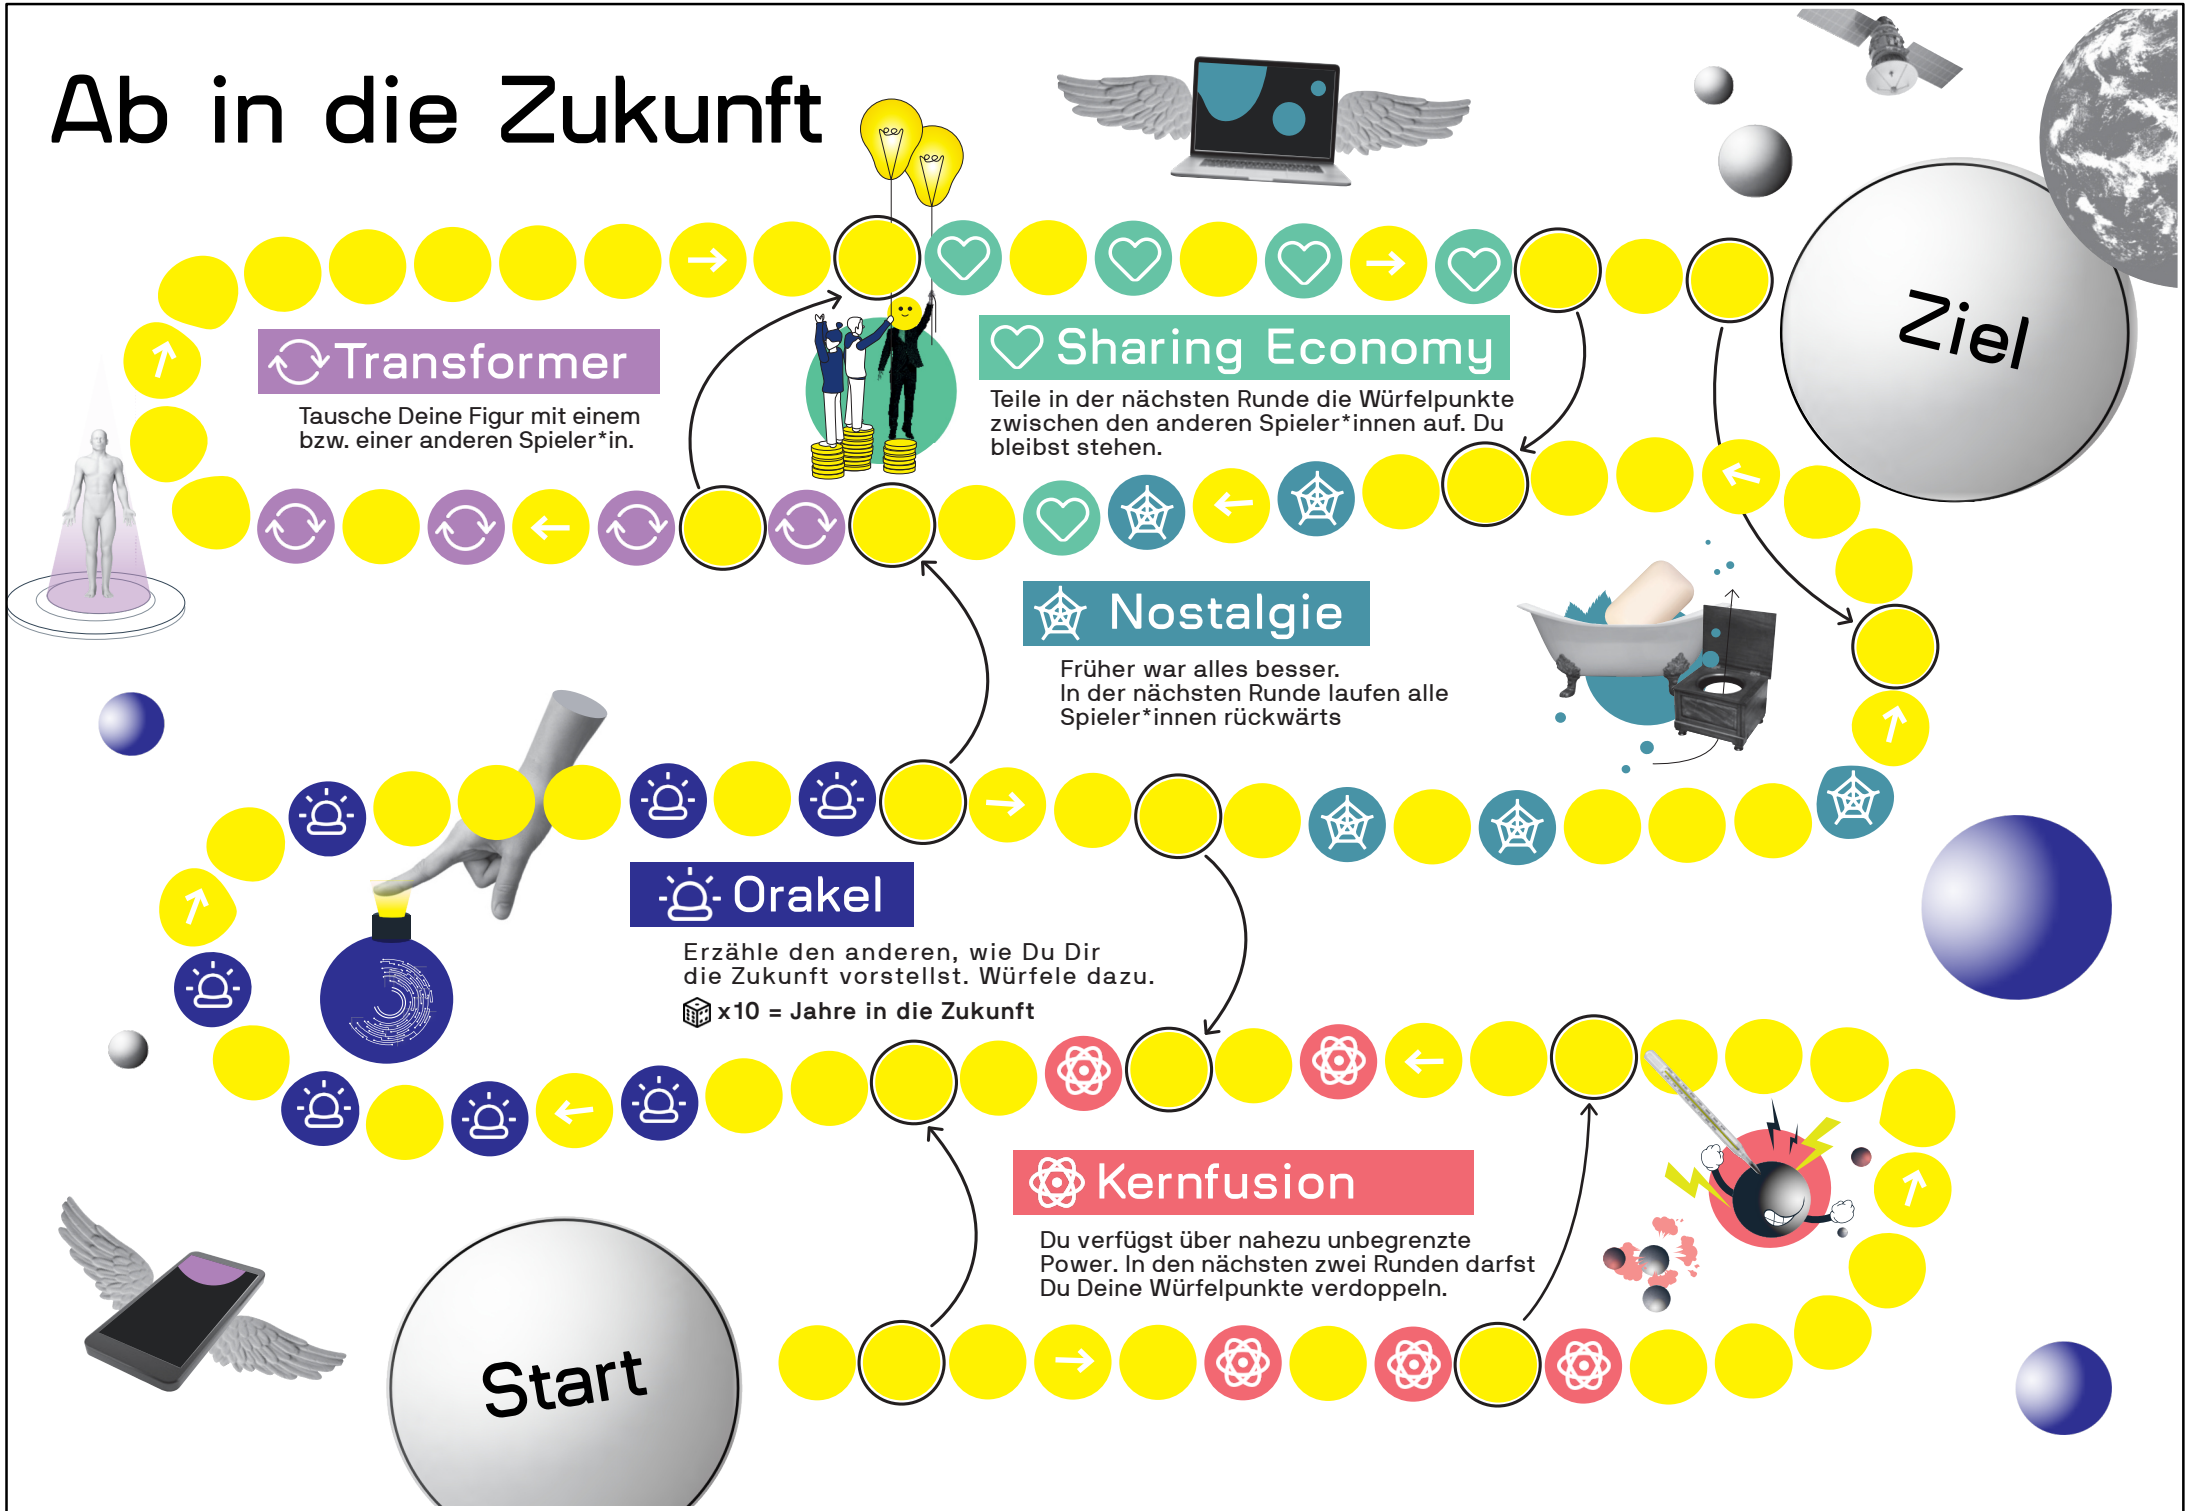 Ab in die Zukunft
Ziel
Transformer
Tausche Deine Figur mit einem
bzw. einer anderen Spieler*in.
Sharing Economy
Teile in der nächsten Runde die Würfelpunkte
zwischen den anderen Spieler*innen auf. Du
bleibst stehen.
Nostalgie
Früher war alles besser.
In der nächsten Runde laufen alle
Spieler*innen rückwärts
Orakel
Erzähle den anderen, wie Du Dir
die Zukunft vorstellst. Würfele dazu.
x10 = Jahre in die Zukunft
Kernfusion
Du verfügst über nahezu unbegrenzte
Power. In den nächsten zwei Runden darfst
Du Deine Würfelpunkte verdoppeln.
Start